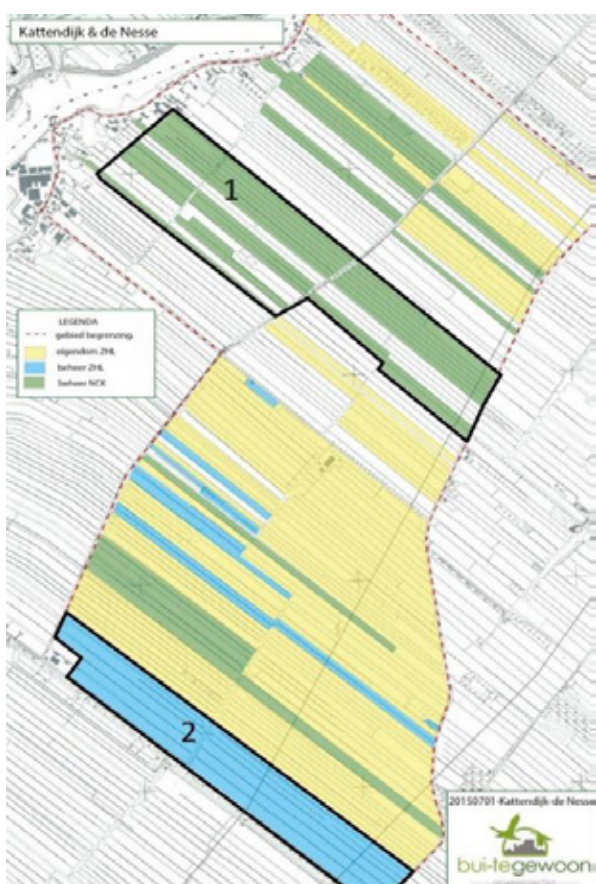 Kattendijk & de Nesse
1
LEGENDA
gebied begrenzing.
eigendom ZHL
beheer ZHL
beheer NCK
2
20150701-Kattendijk-de Nesse
bui-tegewoon